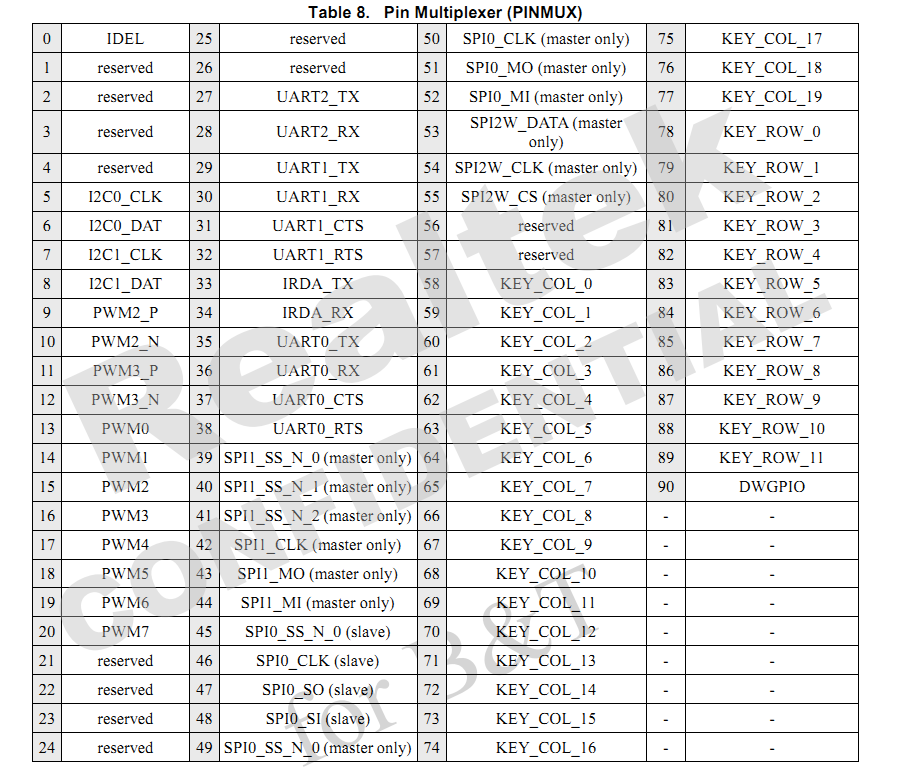 Table 8. Pin Multiplexer (PINMUX)
0 IDEL 25 reserved 50 SPI0_CLK (master only) 75 KEY_COL_17
1 reserved 26 reserved 51 SPI0_MO (master only) 76 KEY_COL_18
2 reserved 27 UART2_TX 52 SPI0_MI (master only) 77 KEY_COL_19
3 reserved 28 UART2_RX 53 SPI2W_DATA (master
only) 78 KEY_ROW_0
4 reserved 29 UART1_TX 54 SPI2W_CLK (master only) 79 KEY_ROW_1
5 I2C0_CLK 30 UART1_RX 55 SPI2W_CS (master only) 80 KEY_ROW_2
6 I2C0_DAT 31 UART1_CTS 56 reserved 81 KEY_ROW_3
7 I2C1_CLK 32 UART1_RTS 57 reserved 82 KEY_ROW_4
8 I2C1_DAT 33 IRDA_TX 58 KEY_COL_0 83 KEY_ROW_5
9 PWM2_P 34 IRDA_RX 59 KEY_COL_1 84 KEY_ROW_6
10 PWM2_N 35 UART0_TX 60 KEY_COL_2 85 KEY_ROW_7
11 PWM3_P 36 UART0_RX 61 KEY_COL_3 86 KEY_ROW_8
12 PWM3_N 37 UART0_CTS 62 KEY_COL_4 87 KEY_ROW_9
13 PWM0 38 UART0_RTS 63 KEY_COL_5 88 KEY_ROW_10
14 PWM1 39 SPI1_SS_N_0 (master only) 64 KEY_COL_6 89 KEY_ROW_11
15 PWM2 40 SPI1_SS_N_1 (master only) 65 KEY_COL_7 90 DWGPIO
16 PWM3 41 SPI1_SS_N_2 (master only) 66 KEY_COL_8 - -
17 PWM4 42 SPI1_CLK (master only) 67 KEY_COL_9 - -
18 PWM5 43 SPI1_MO (master only) 68 KEY_COL_10 - -
19 PWM6 44 SPI1_MI (master only) 69 KEY_COL_11 - -
20 PWM7 45 SPI0_SS_N_0 (slave) 70 KEY_COL_12 - -
21 reserved 46 SPI0_CLK (slave) 71 KEY_COL_13 - -
22 reserved 47 SPI0_SO (slave) 72 KEY_COL_14 - -
23 reserved 48 SPI0_SI (slave) 73 KEY_COL_15 - -
24 reserved 49 SPI0_SS_N_0 (master only) 74 KEY_COL_16 - -
Realtek
CONFIDENTIAL
for B&T